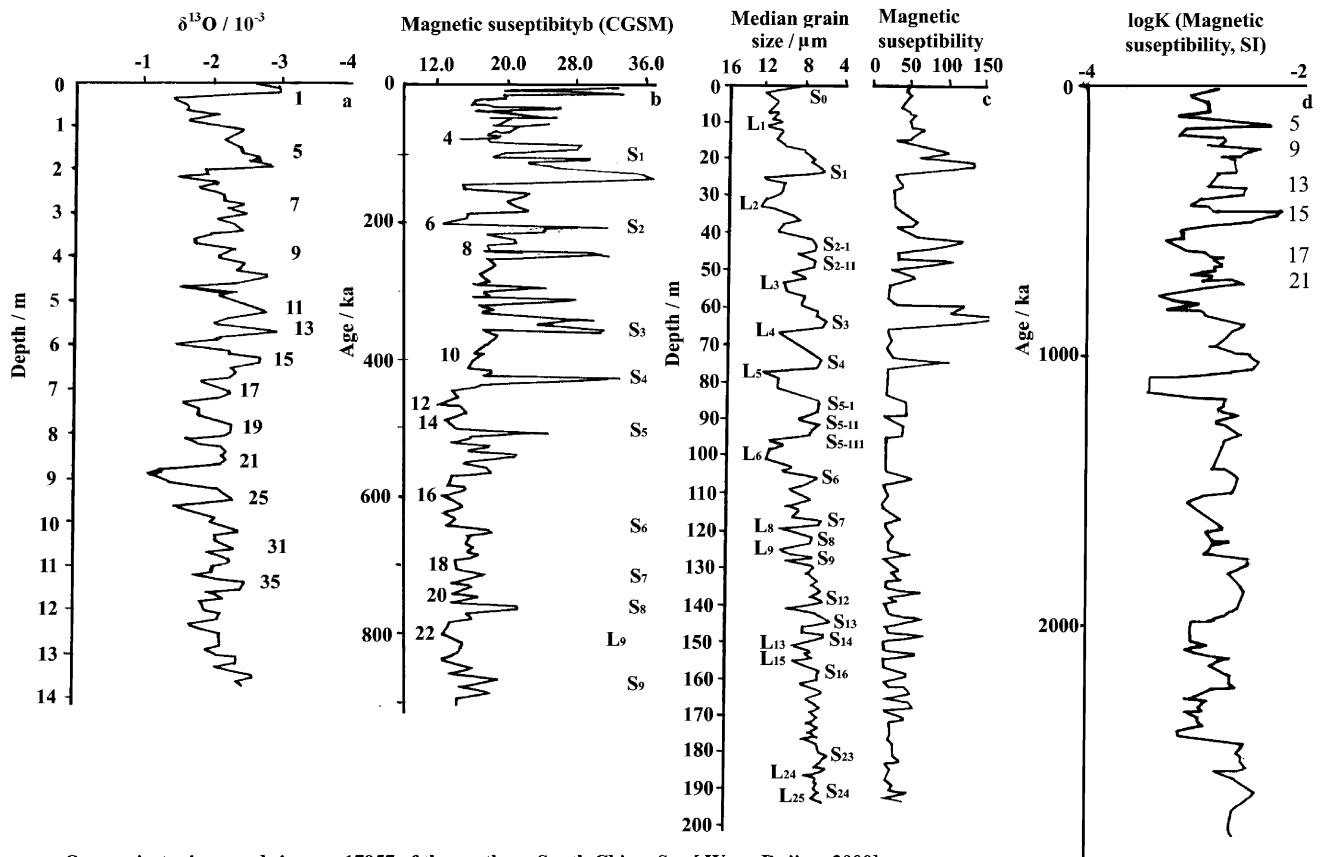 δ¹³O / 10⁻³
-1 -2 -3 -4
0 1 2 3 4 5 6 7 8 9 10 11 12 13 14
Depth / m
a
1
5
7
9
11
13
15
17
19
21
25
31
35
Magnetic suseptibityb (CGSM)
12.0 20.0 28.0 36.0
0 200 400 600 800
Age / ka
b
4
S1
6 S2
8
S3
10
S4
12
14 S5
16
S6
18
S7
20 S8
22 L9
S9
Median grain
size / μm
16 12 8 4
0 10 20 30 40 50 60 70 80 90 100 110 120 130 140 150 160 170 180 190 200
Depth / m
S0
L1
S1
L2
S2-1
S2-11
L3
S3
L4
S4
L5
S5-1
S5-11
S5-111
L6
S6
L8 S7
S8
L9 S9
S12
S13
L13 S14
L15
S16
S23
L24
L25 S24
Magnetic
suseptibility
0 50 100 150
c
logK (Magnetic
suseptibility, SI)
-4 -2
0 1000 2000
Age / ka
d
5
9
13
15
17
21